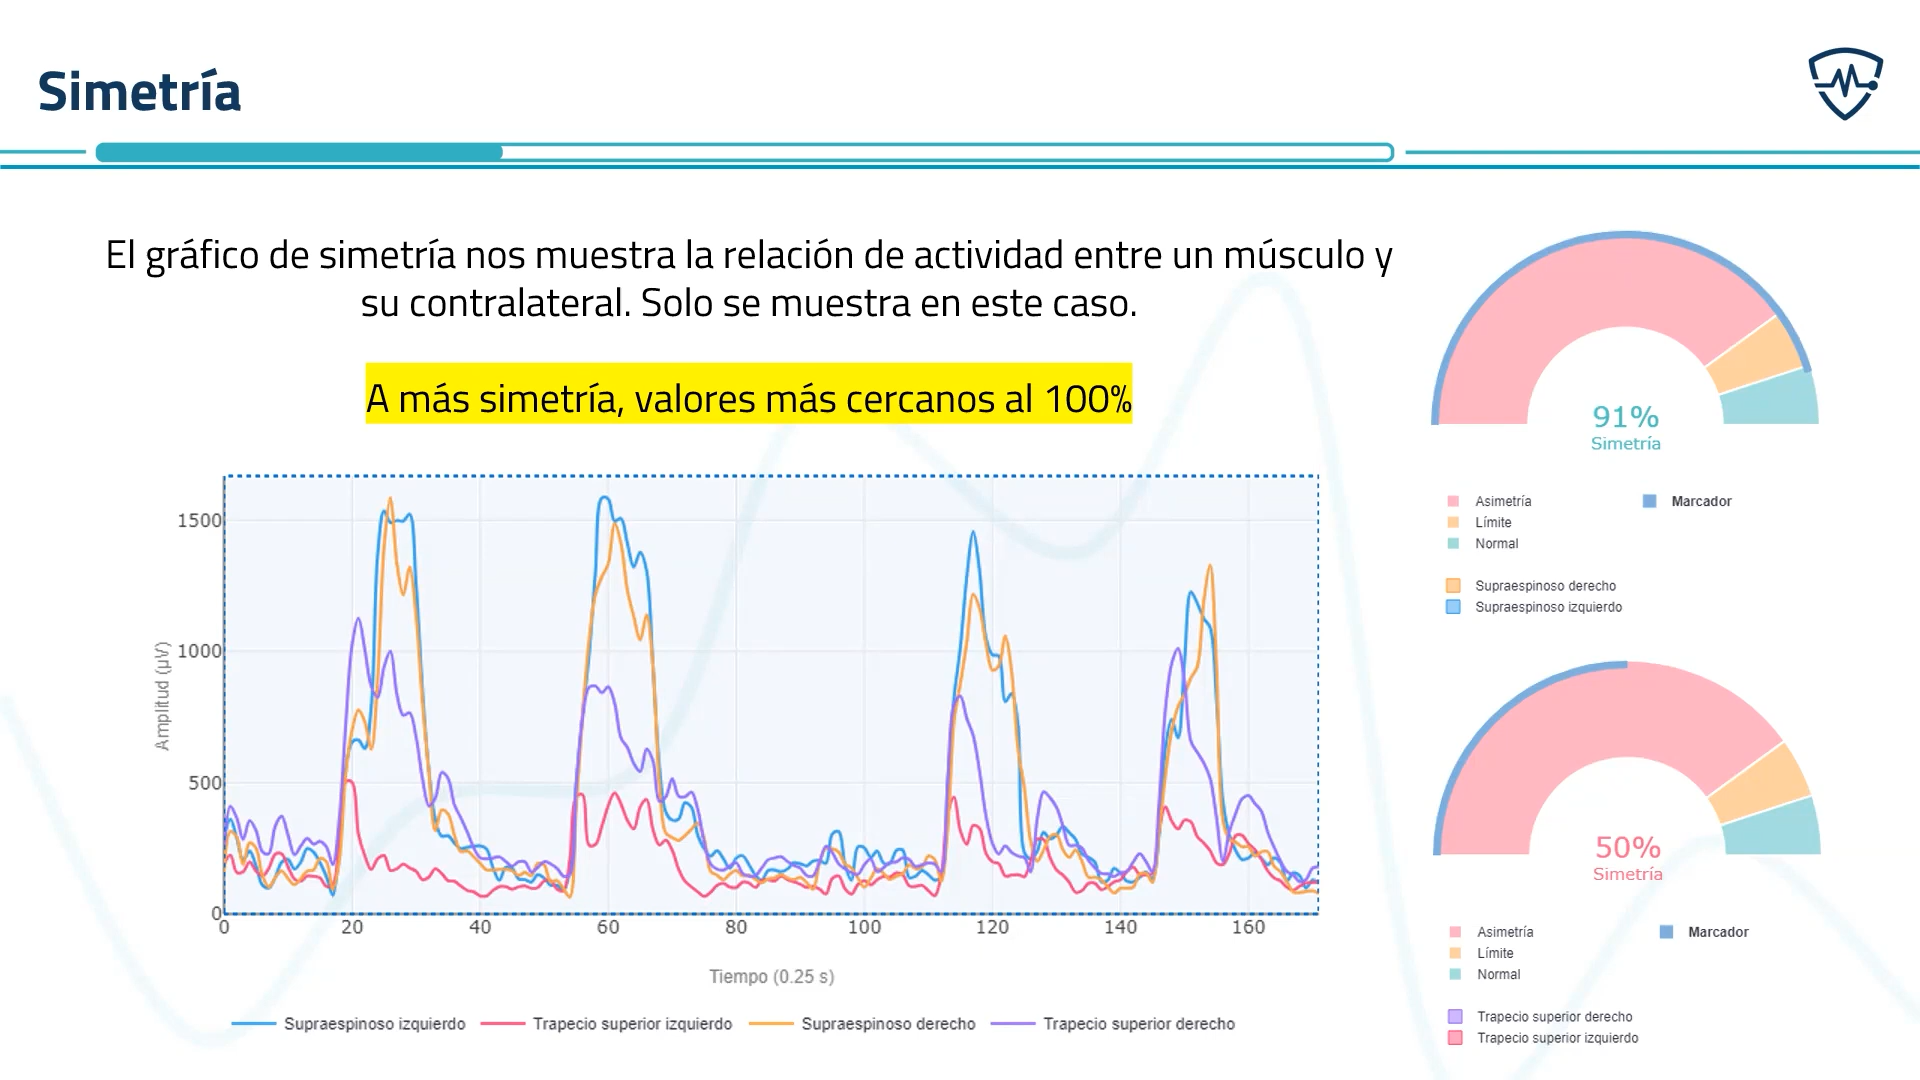 Simetría
El gráfico de simetría nos muestra la relación de actividad entre un músculo y
su contralateral. Solo se muestra en este caso.
A más simetría, valores más cercanos al 100%
1500
1000
500
0
Amplitud (µV)
0 20 40 60 80 100 120 140 160
Tiempo (0.25 s)
Supraespinoso izquierdo Trapecio superior izquierdo Supraespinoso derecho Trapecio superior derecho
91%
Simetría
Asimetría Marcador
Límite
Normal
Supraespinoso derecho
Supraespinoso izquierdo
50%
Simetría
Asimetría Marcador
Límite
Normal
Trapecio superior derecho
Trapecio superior izquierdo